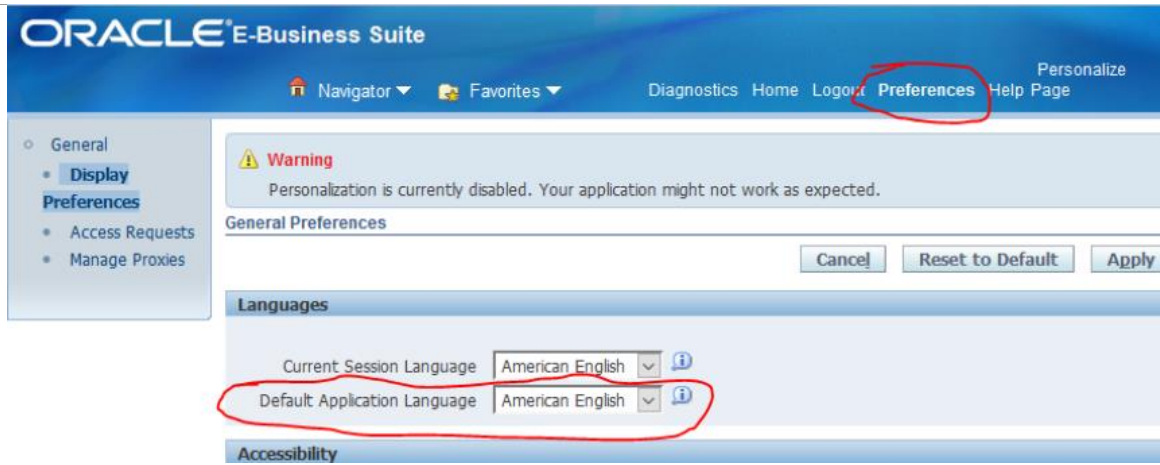 ORACLE E-Business Suite
Personalize
Navigator Favorites Diagnostics Home Logout Preferences Help Page
General
Display
Preferences
Access Requests
Manage Proxies
Warning
Personalization is currently disabled. Your application might not work as expected.
General Preferences
Cancel Reset to Default Apply
Languages
Current Session Language American English
Default Application Language American English
Accessibility